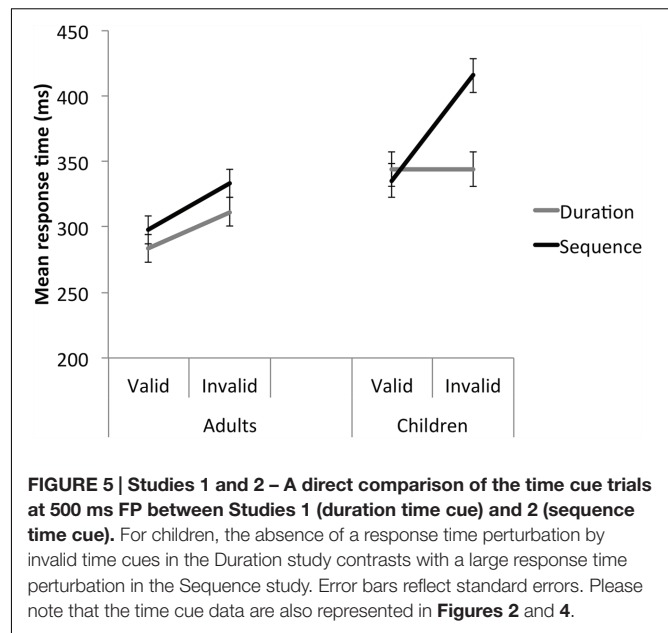 450
400
350
300
250
200
Mean response time (ms)
Duration
Sequence
Valid Invalid Valid Invalid
Adults Children
FIGURE 5 | Studies 1 and 2 – A direct comparison of the time cue trials
at 500 ms FP between Studies 1 (duration time cue) and 2 (sequence
time cue). For children, the absence of a response time perturbation by
invalid time cues in the Duration study contrasts with a large response time
perturbation in the Sequence study. Error bars reflect standard errors. Please
note that the time cue data are also represented in Figures 2 and 4.